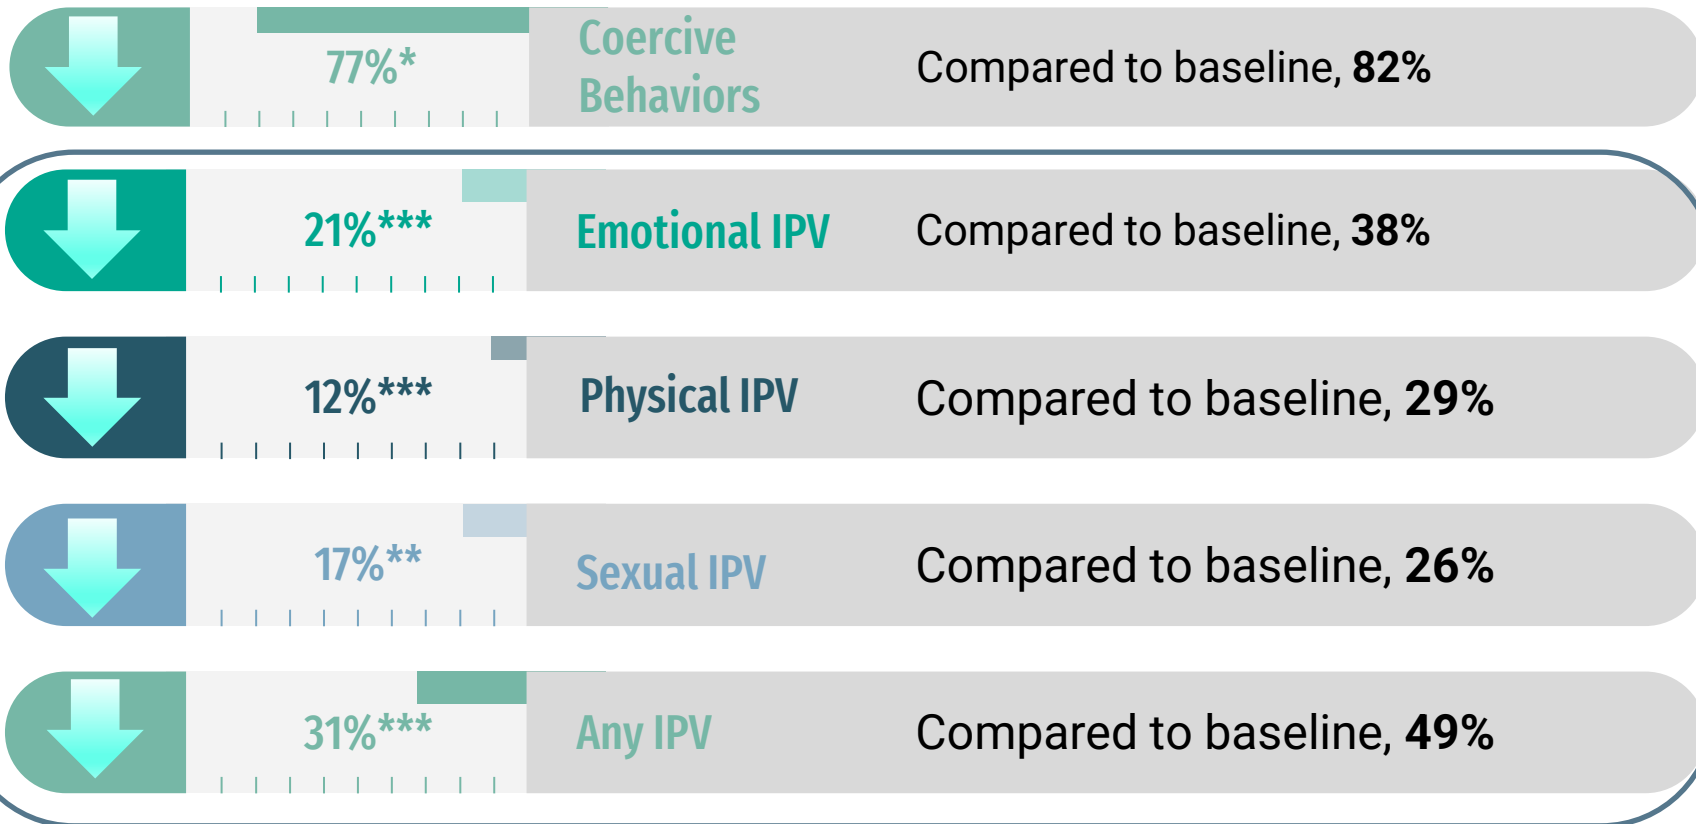 77%*
Coercive
Behaviors
Compared to baseline, 82%
21%***
Emotional IPV
Compared to baseline, 38%
12%***
Physical IPV
Compared to baseline, 29%
17%**
Sexual IPV
Compared to baseline, 26%
31%***
Any IPV
Compared to baseline, 49%